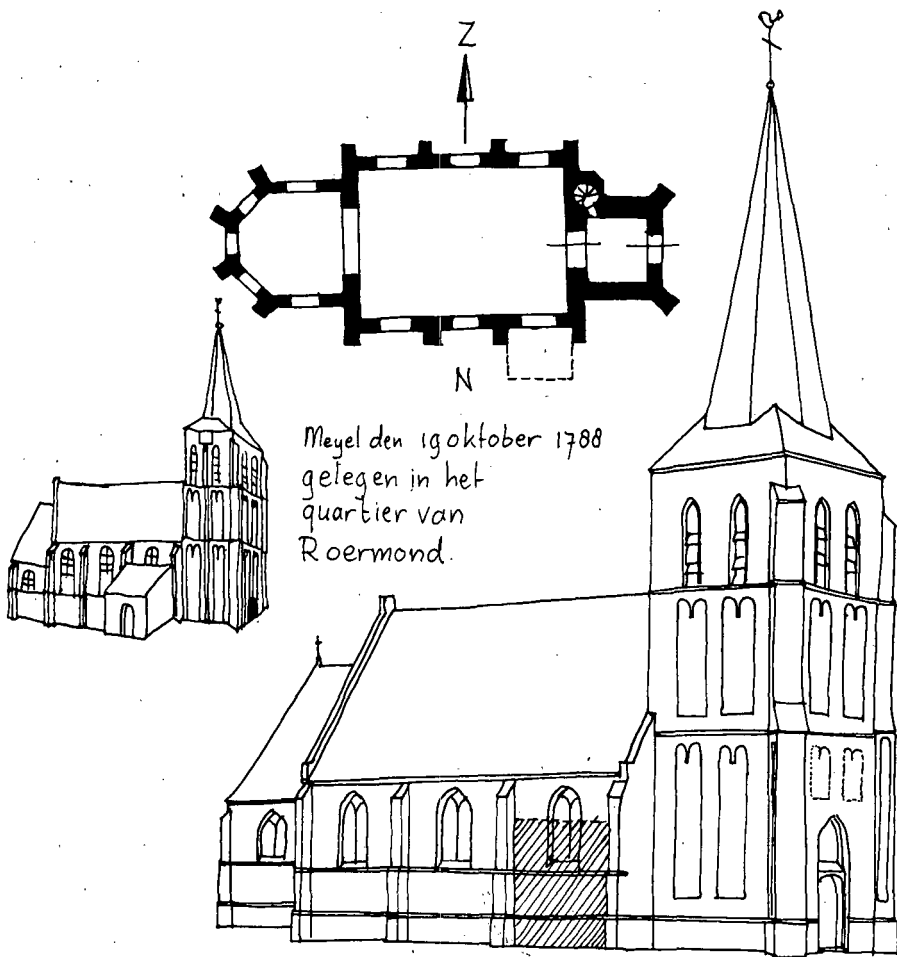 Z
N
Meyel den 19 oktober 1788
gelegen in het
quartier van
Roermond.